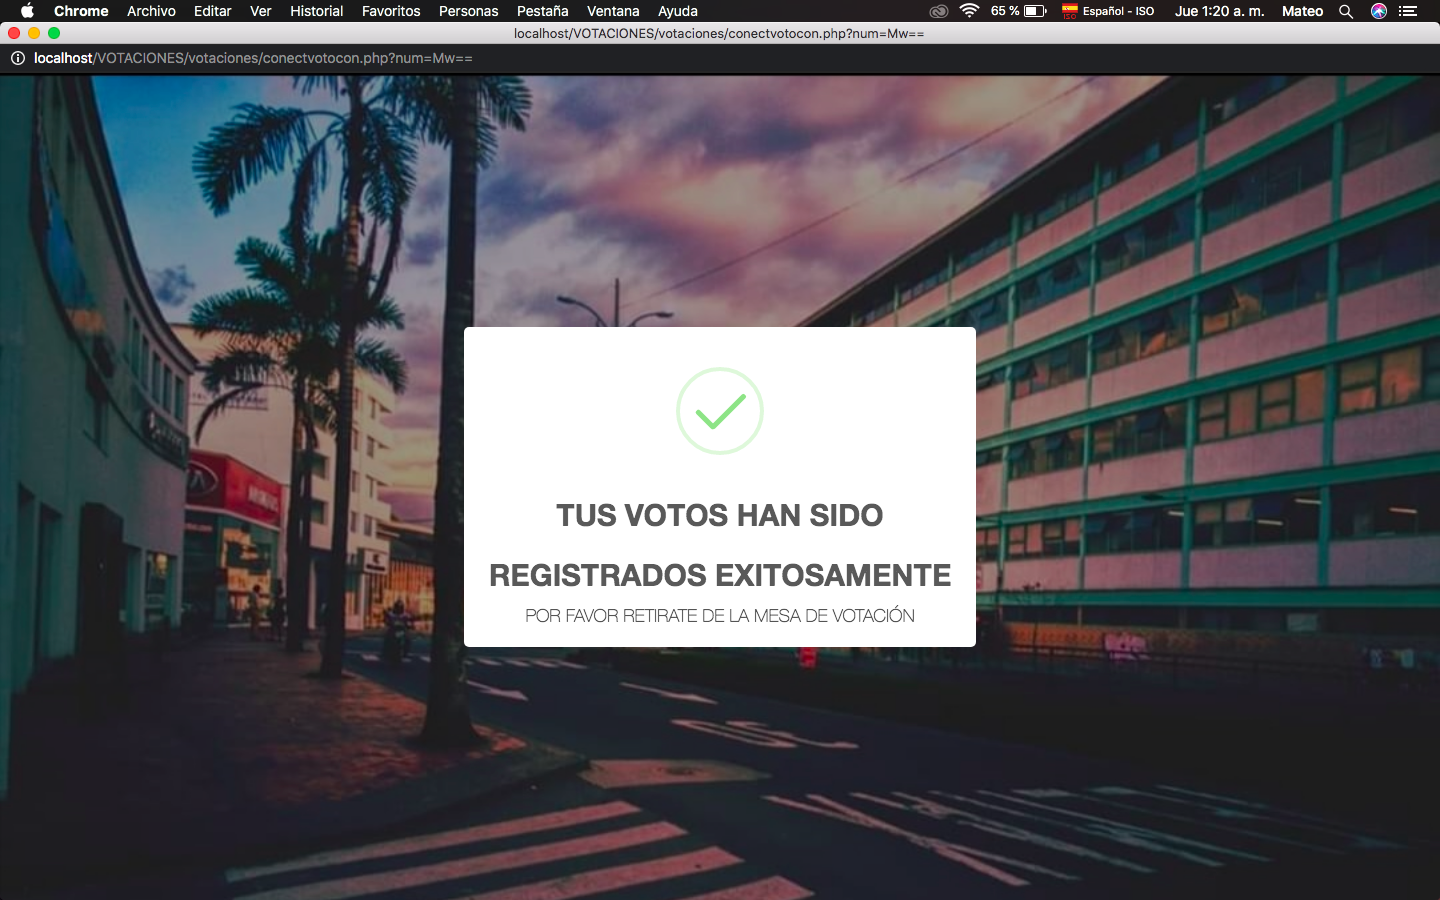 Chrome Archivo Editar Ver Historial Favoritos Personas Pestaña Ventana Ayuda 65 % Español - ISO Jue 1:20 a. m. Mateo
localhost/VOTACIONES/votaciones/conectvotocon.php?num=Mw==
localhost/VOTACIONES/votaciones/conectvotocon.php?num=Mw==
TUS VOTOS HAN SIDO
REGISTRADOS EXITOSAMENTE
POR FAVOR RETIRATE DE LA MESA DE VOTACIÓN